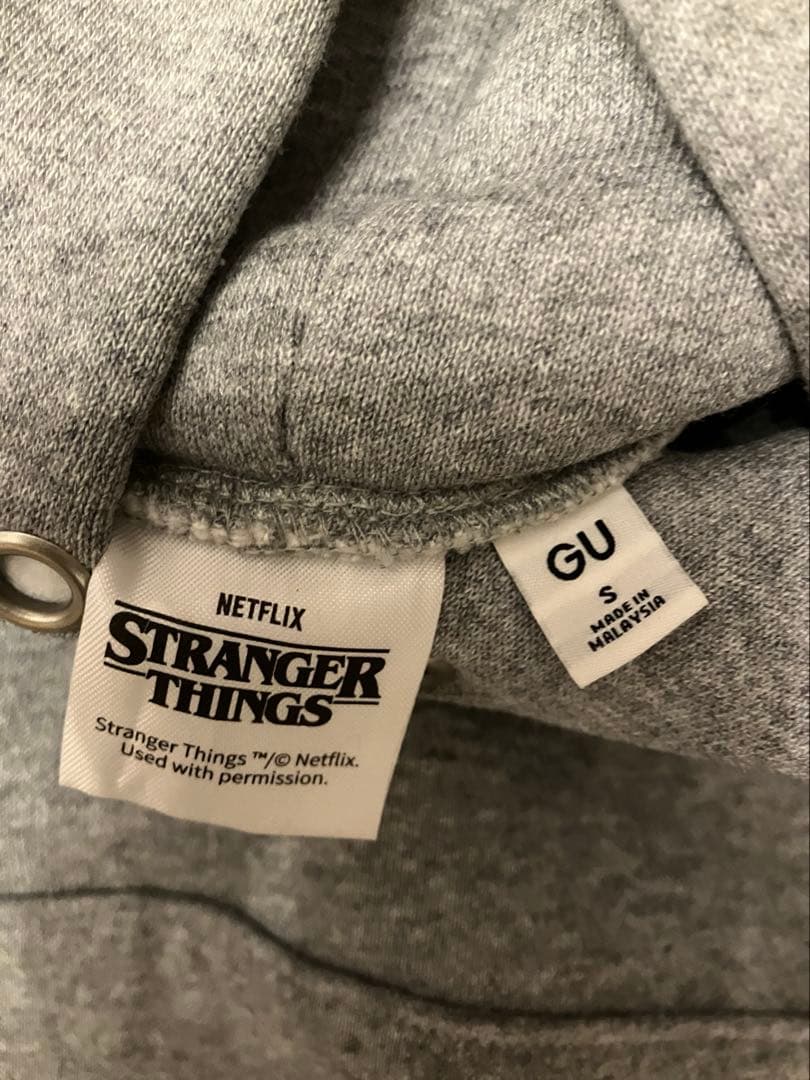 NETFLIX
STRANGER
THINGS
Stranger Things ™/© Netflix.
Used with permission.
GU
S
MADE IN
MALAYSIA